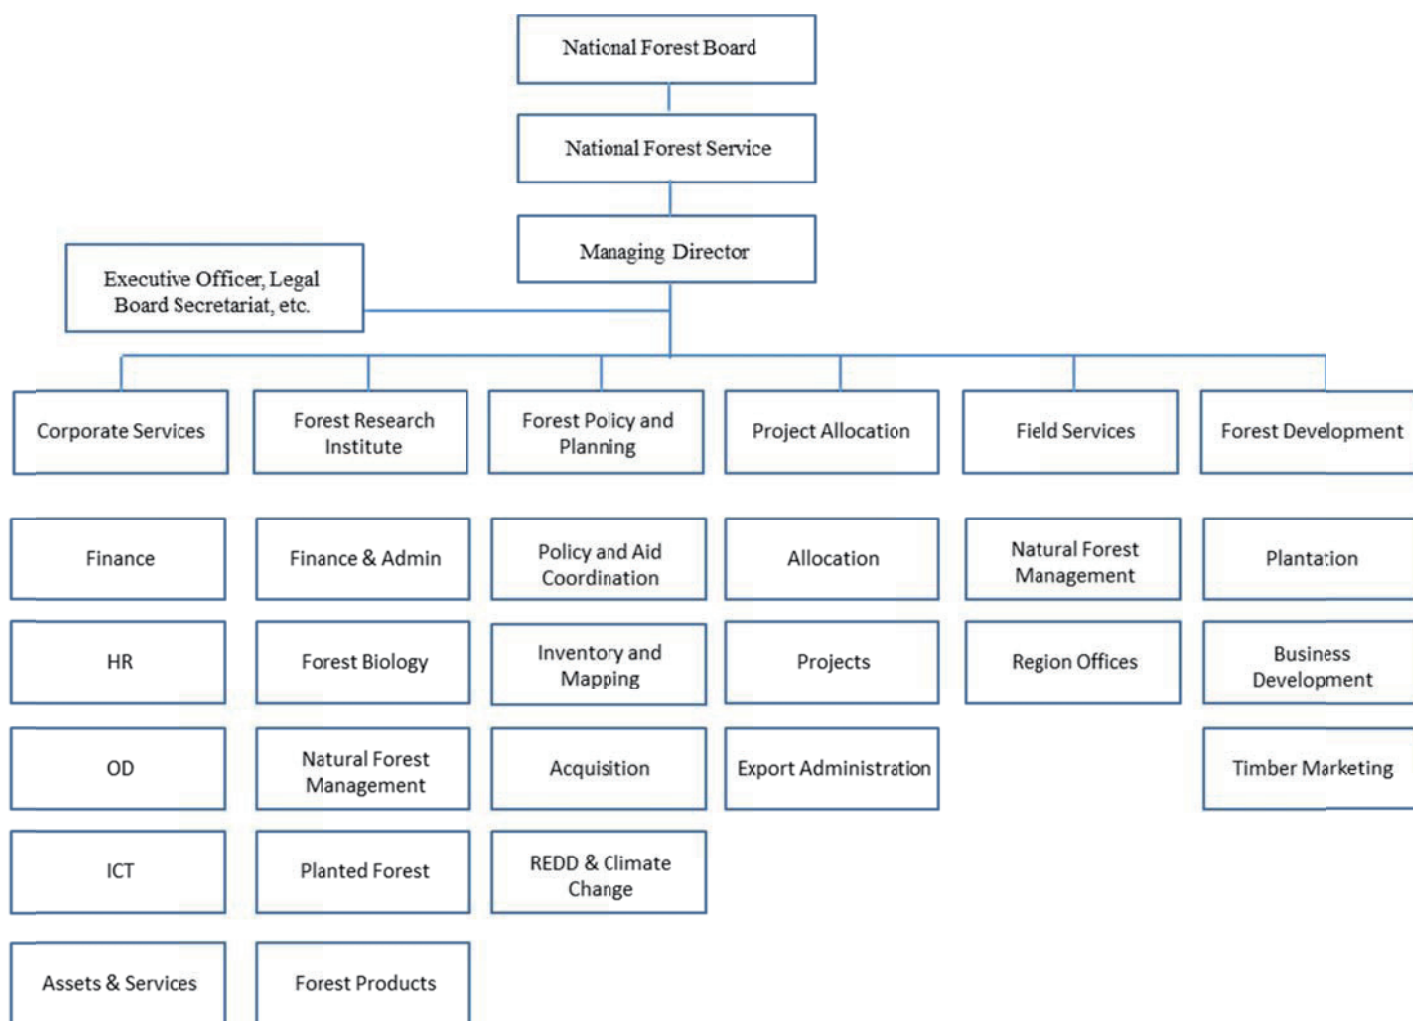 National Forest Board
National Forest Service
Managing Director
Executive Officer, Legal
Board Secretariat, etc.
Corporate Services
Forest Research
Institute
Forest Policy and
Planning
Project Allocation
Field Services
Forest Development
Finance
Finance & Admin
Policy and Aid
Coordination
Allocation
Natural Forest
Management
Plantation
HR
Forest Biology
Inventory and
Mapping
Projects
Region Offices
Business
Development
OD
Natural Forest
Management
Acquisition
Export Administration
Timber Marketing
ICT
Planted Forest
REDD & Climate
Change
Assets & Services
Forest Products